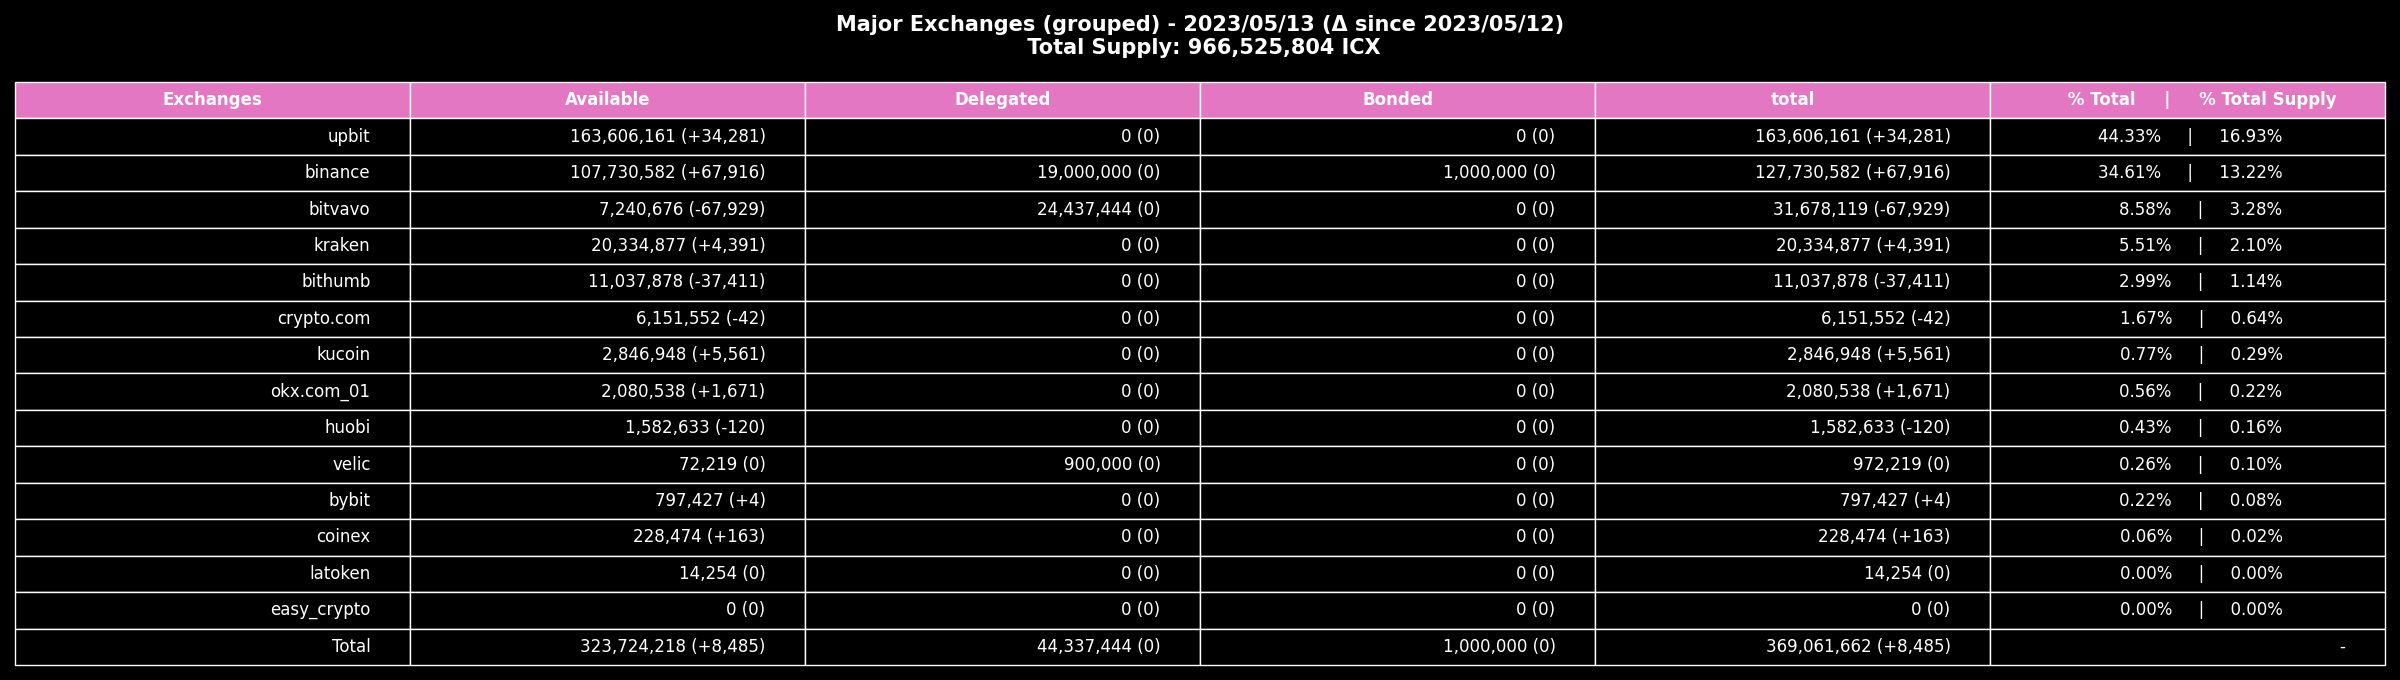 Major Exchanges (grouped) - 2023/05/13 (Δ since 2023/05/12)
Total Supply: 966,525,804 ICX
Exchanges Available Delegated Bonded total % Total | % Total Supply
upbit 163,606,161 (+34,281) 0 (0) 0 (0) 163,606,161 (+34,281) 44.33% | 16.93%
binance 107,730,582 (+67,916) 19,000,000 (0) 1,000,000 (0) 127,730,582 (+67,916) 34.61% | 13.22%
bitvavo 7,240,676 (-67,929) 24,437,444 (0) 0 (0) 31,678,119 (-67,929) 8.58% | 3.28%
kraken 20,334,877 (+4,391) 0 (0) 0 (0) 20,334,877 (+4,391) 5.51% | 2.10%
bithumb 11,037,878 (-37,411) 0 (0) 0 (0) 11,037,878 (-37,411) 2.99% | 1.14%
crypto.com 6,151,552 (-42) 0 (0) 0 (0) 6,151,552 (-42) 1.67% | 0.64%
kucoin 2,846,948 (+5,561) 0 (0) 0 (0) 2,846,948 (+5,561) 0.77% | 0.29%
okx.com_01 2,080,538 (+1,671) 0 (0) 0 (0) 2,080,538 (+1,671) 0.56% | 0.22%
huobi 1,582,633 (-120) 0 (0) 0 (0) 1,582,633 (-120) 0.43% | 0.16%
velic 72,219 (0) 900,000 (0) 0 (0) 972,219 (0) 0.26% | 0.10%
bybit 797,427 (+4) 0 (0) 0 (0) 797,427 (+4) 0.22% | 0.08%
coinex 228,474 (+163) 0 (0) 0 (0) 228,474 (+163) 0.06% | 0.02%
latoken 14,254 (0) 0 (0) 0 (0) 14,254 (0) 0.00% | 0.00%
easy_crypto 0 (0) 0 (0) 0 (0) 0 (0) 0.00% | 0.00%
Total 323,724,218 (+8,485) 44,337,444 (0) 1,000,000 (0) 369,061,662 (+8,485) -